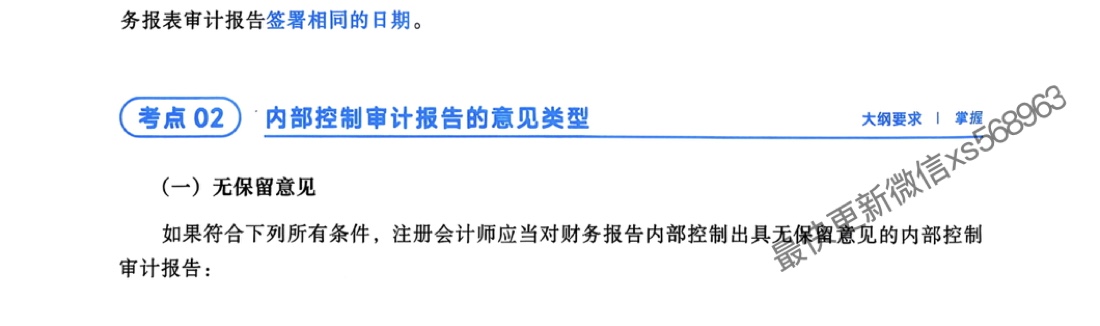 务报表审计报告签署相同的日期。
考点 02 内部控制审计报告的意见类型 大纲要求 | 掌握
（一）无保留意见
如果符合下列所有条件，注册会计师应当对财务报告内部控制出具无保留意见的内部控制
审计报告：
最快更新微信xs568963